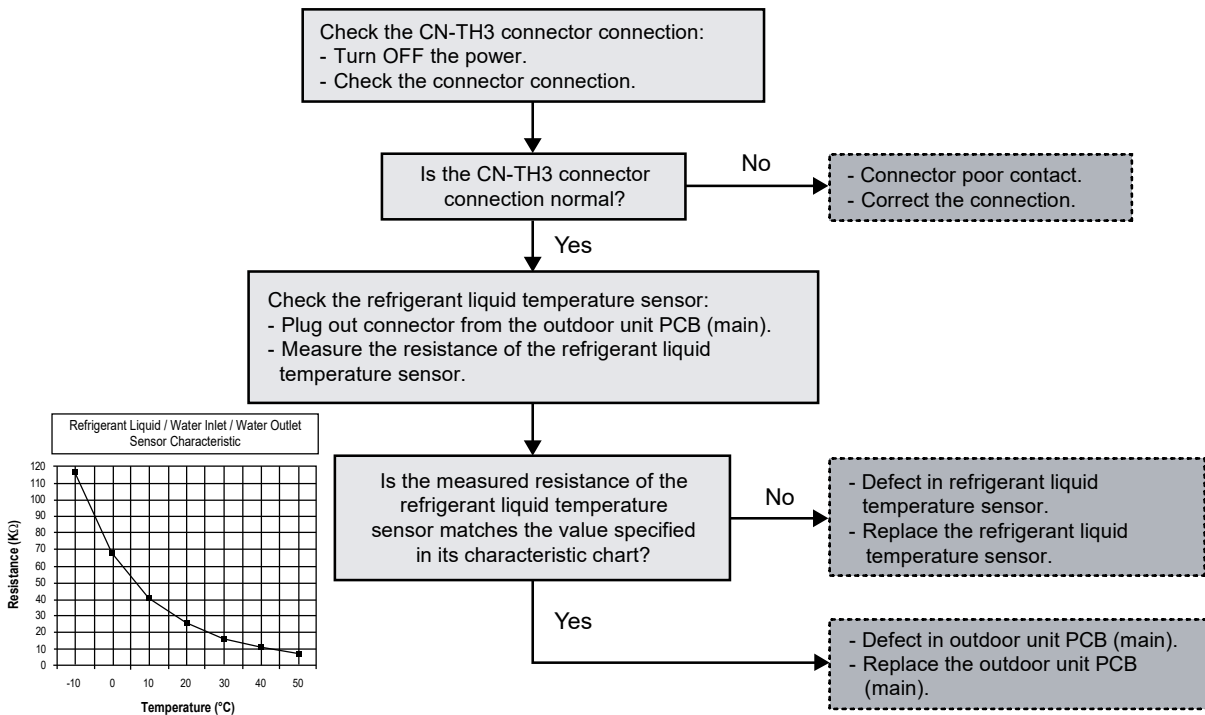 Check the CN-TH3 connector connection:
- Turn OFF the power.
- Check the connector connection.
Is the CN-TH3 connector
connection normal?
No
- Connector poor contact.
- Correct the connection.
Yes
Check the refrigerant liquid temperature sensor:
- Plug out connector from the outdoor unit PCB (main).
- Measure the resistance of the refrigerant liquid
temperature sensor.
Is the measured resistance of the
refrigerant liquid temperature
sensor matches the value specified
in its characteristic chart?
No
- Defect in refrigerant liquid
temperature sensor.
- Replace the refrigerant liquid
temperature sensor.
Yes
- Defect in outdoor unit PCB (main).
- Replace the outdoor unit PCB
(main).
Refrigerant Liquid / Water Inlet / Water Outlet
Sensor Characteristic
Resistance (KΩ)
120
110
100
90
80
70
60
50
40
30
20
10
0
-10 0 10 20 30 40 50
Temperature (°C)